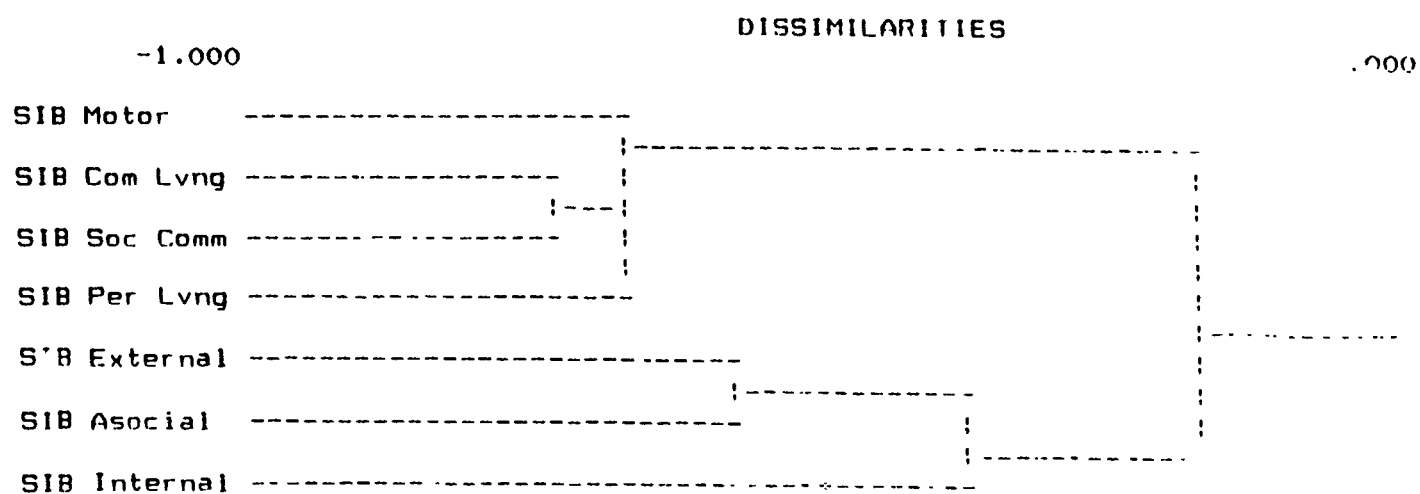 DISSIMILARITIES
-1.000 .000
SIB Motor
SIB Com Lvng
SIB Soc Comm
SIB Per Lvng
S'B External
SIB Asocial
SIB Internal